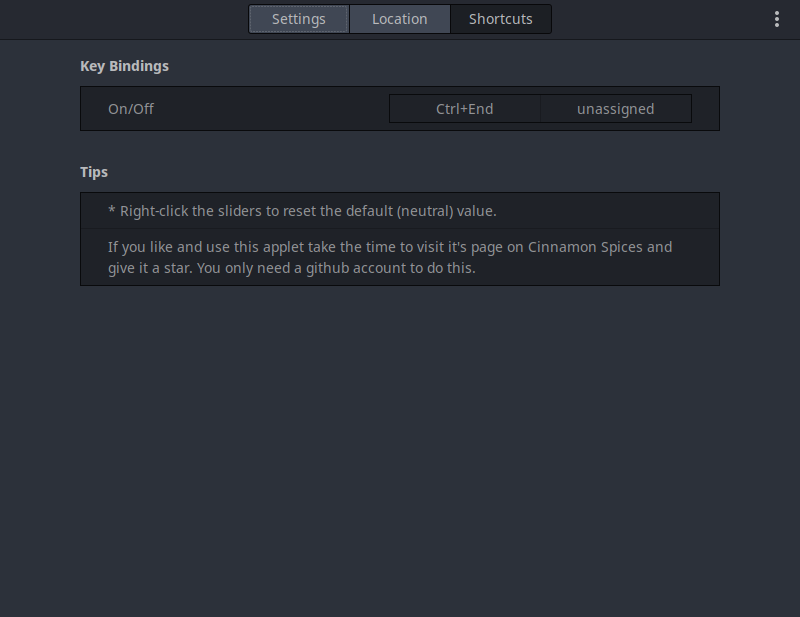 Settings
Location
Shortcuts
Key Bindings
On/Off
Ctrl+End
unassigned
Tips
* Right-click the sliders to reset the default (neutral) value.
If you like and use this applet take the time to visit it's page on Cinnamon Spices and
give it a star. You only need a github account to do this.